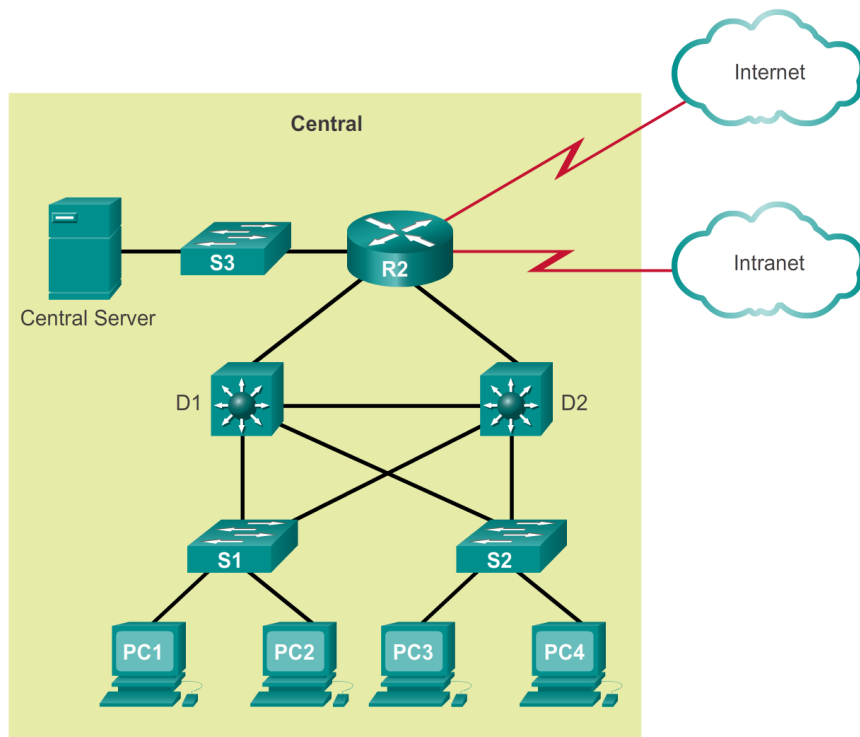 Internet
Central
Intranet
S3
R2
Central Server
D1
D2
S1
S2
PC1
PC2
PC3
PC4